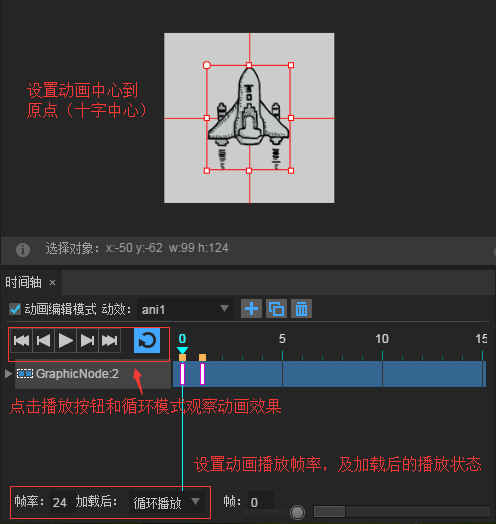 设置动画中心到
原点（十字中心）
选择对象：x:-50 y:-62 w:99 h:124
时间轴 ×
动画编辑模式 动效： ani1
0 5 10 15
GraphicNode:2
点击播放按钮和循环模式观察动画效果
设置动画播放帧率，及加载后的播放状态
帧率： 24 加载后： 循环播放 帧： 0